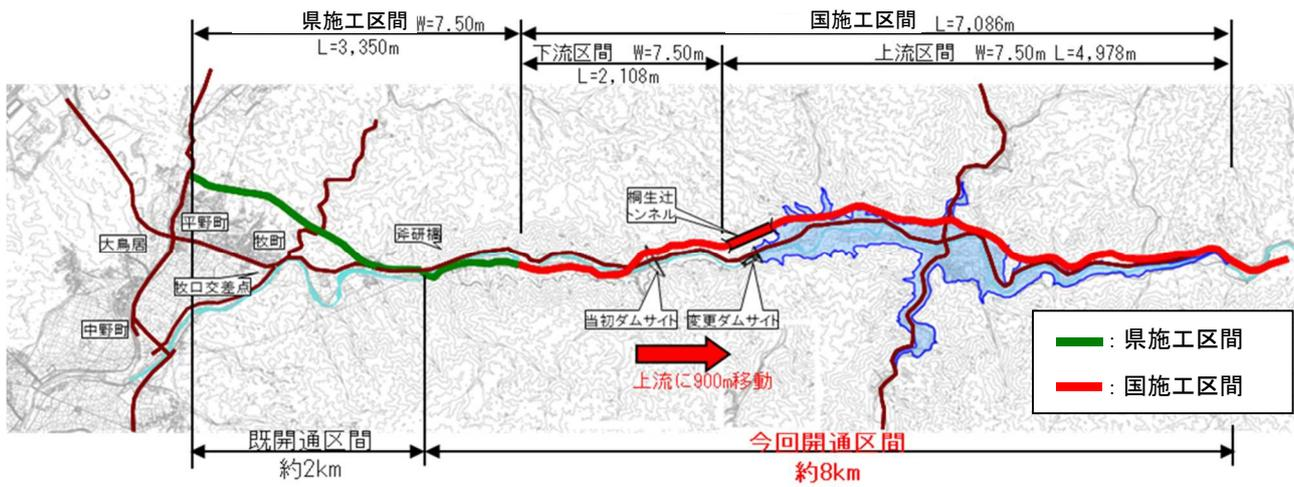 県施工区間 W=7.50m
L=3,350m
国施工区間 L=7,086m
下流区間 W=7.50m
L=2,108m
上流区間 W=7.50m L=4,978m
桐生辻
トンネル
平野町
大鳥居
牧町
斧研橋
牧口交差点
中野町
当初ダムサイト
変更ダムサイト
上流に900m移動
：県施工区間
：国施工区間
既開通区間
約2km
今回開通区間
約8km